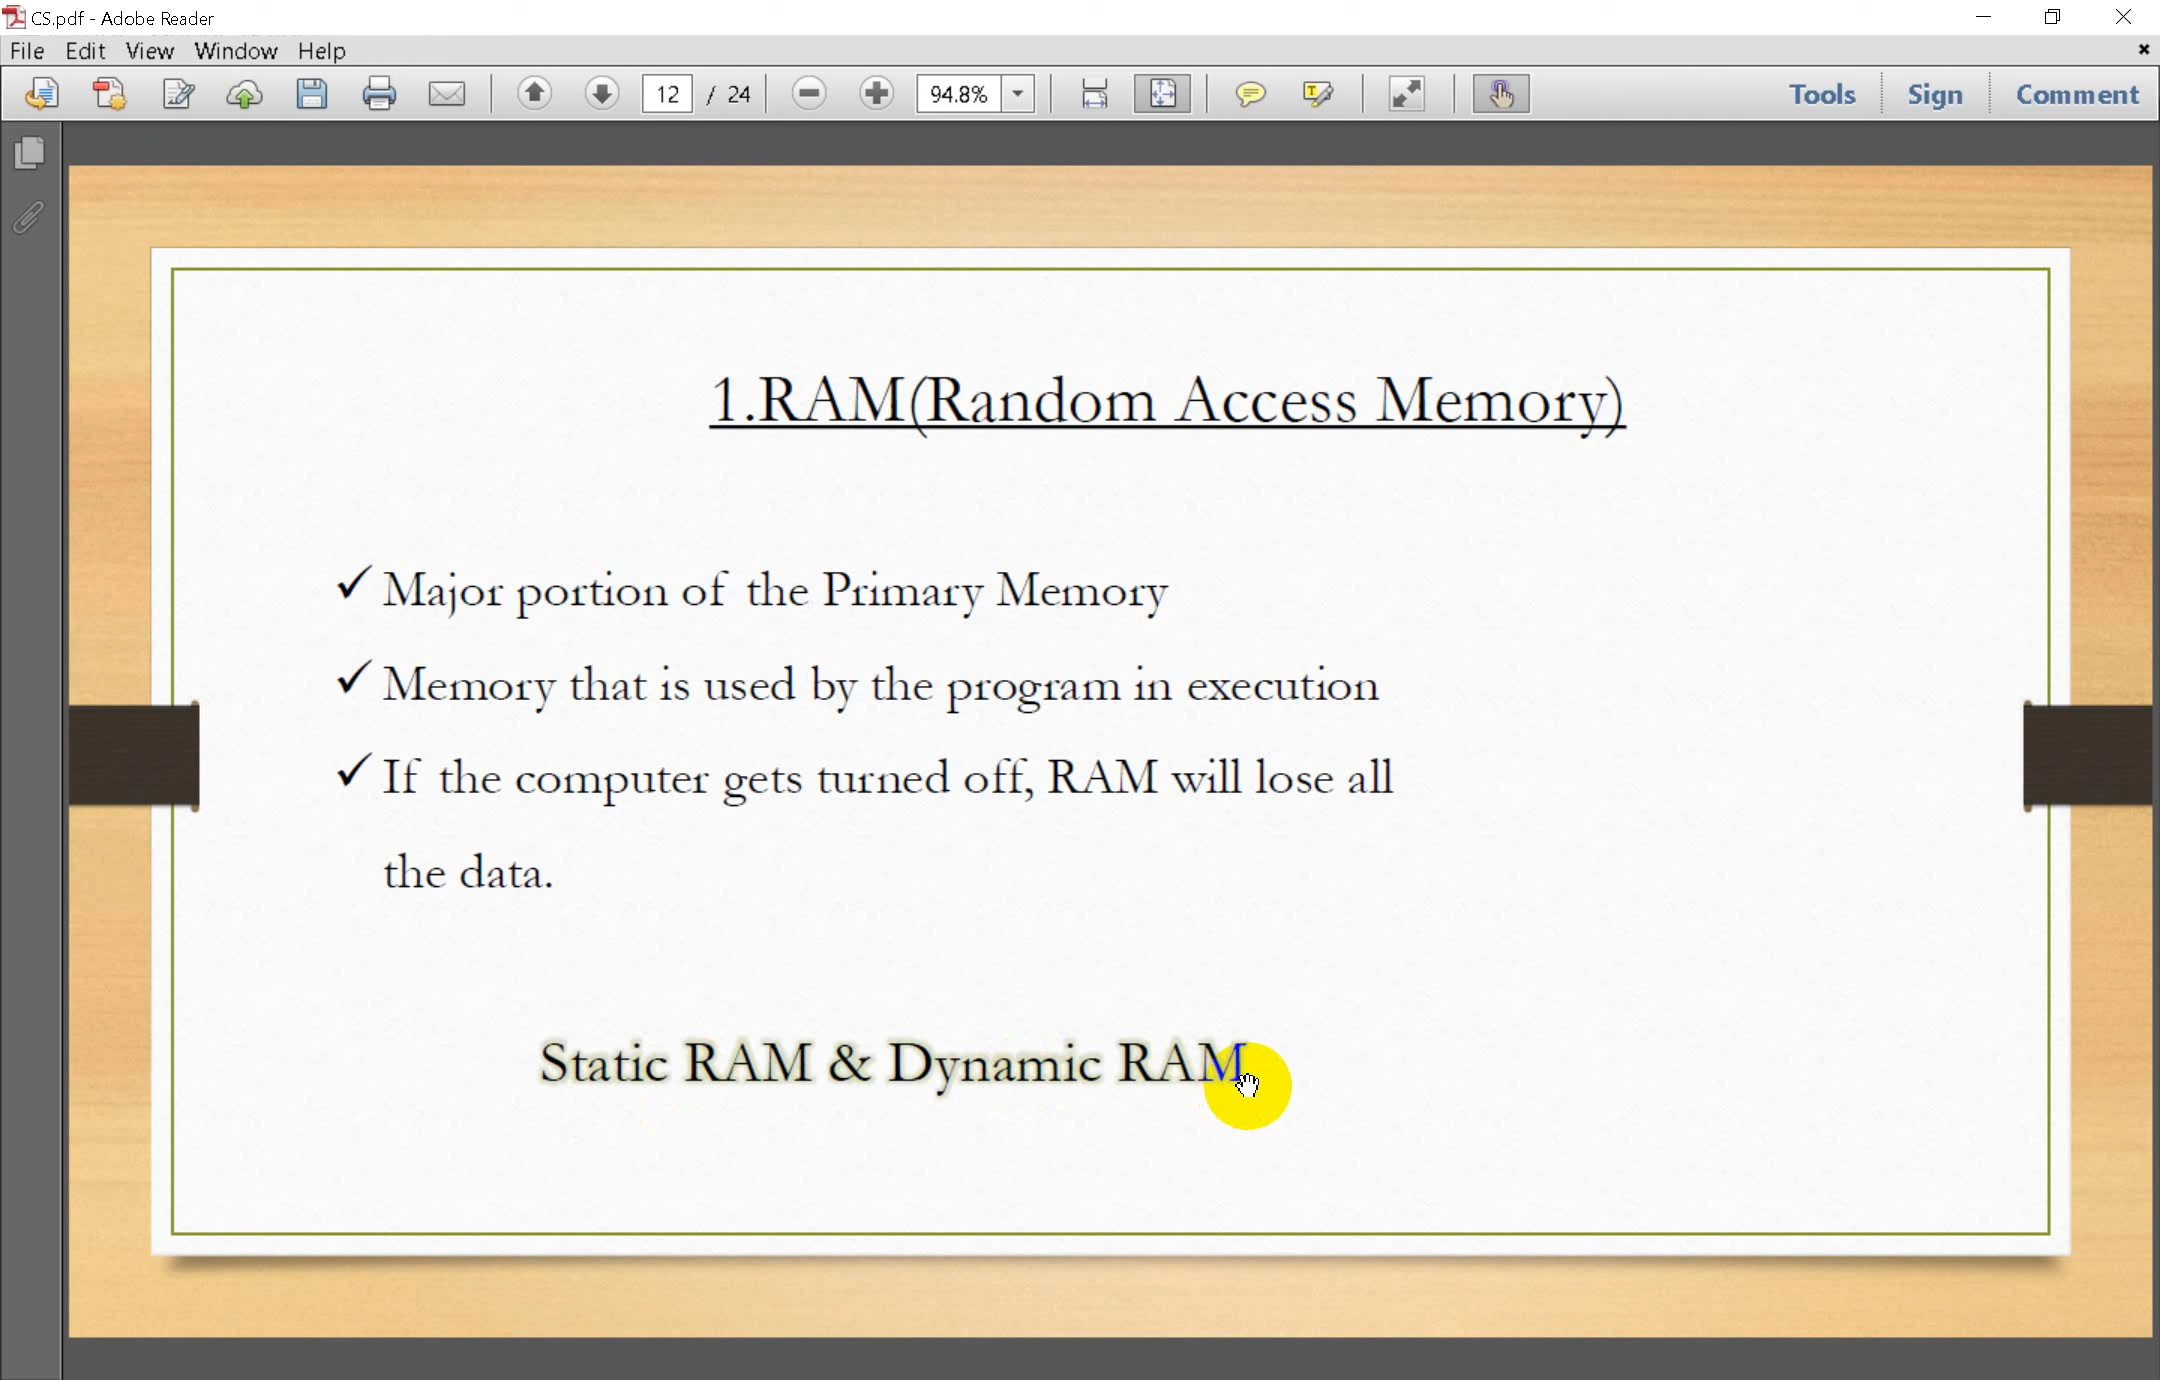 CS.pdf - Adobe Reader
File Edit View Window Help
12 / 24 94.8% Tools Sign Comment
1.RAM(Random Access Memory)
✓ Major portion of the Primary Memory
✓ Memory that is used by the program in execution
✓ If the computer gets turned off, RAM will lose all
the data.
Static RAM & Dynamic RAM